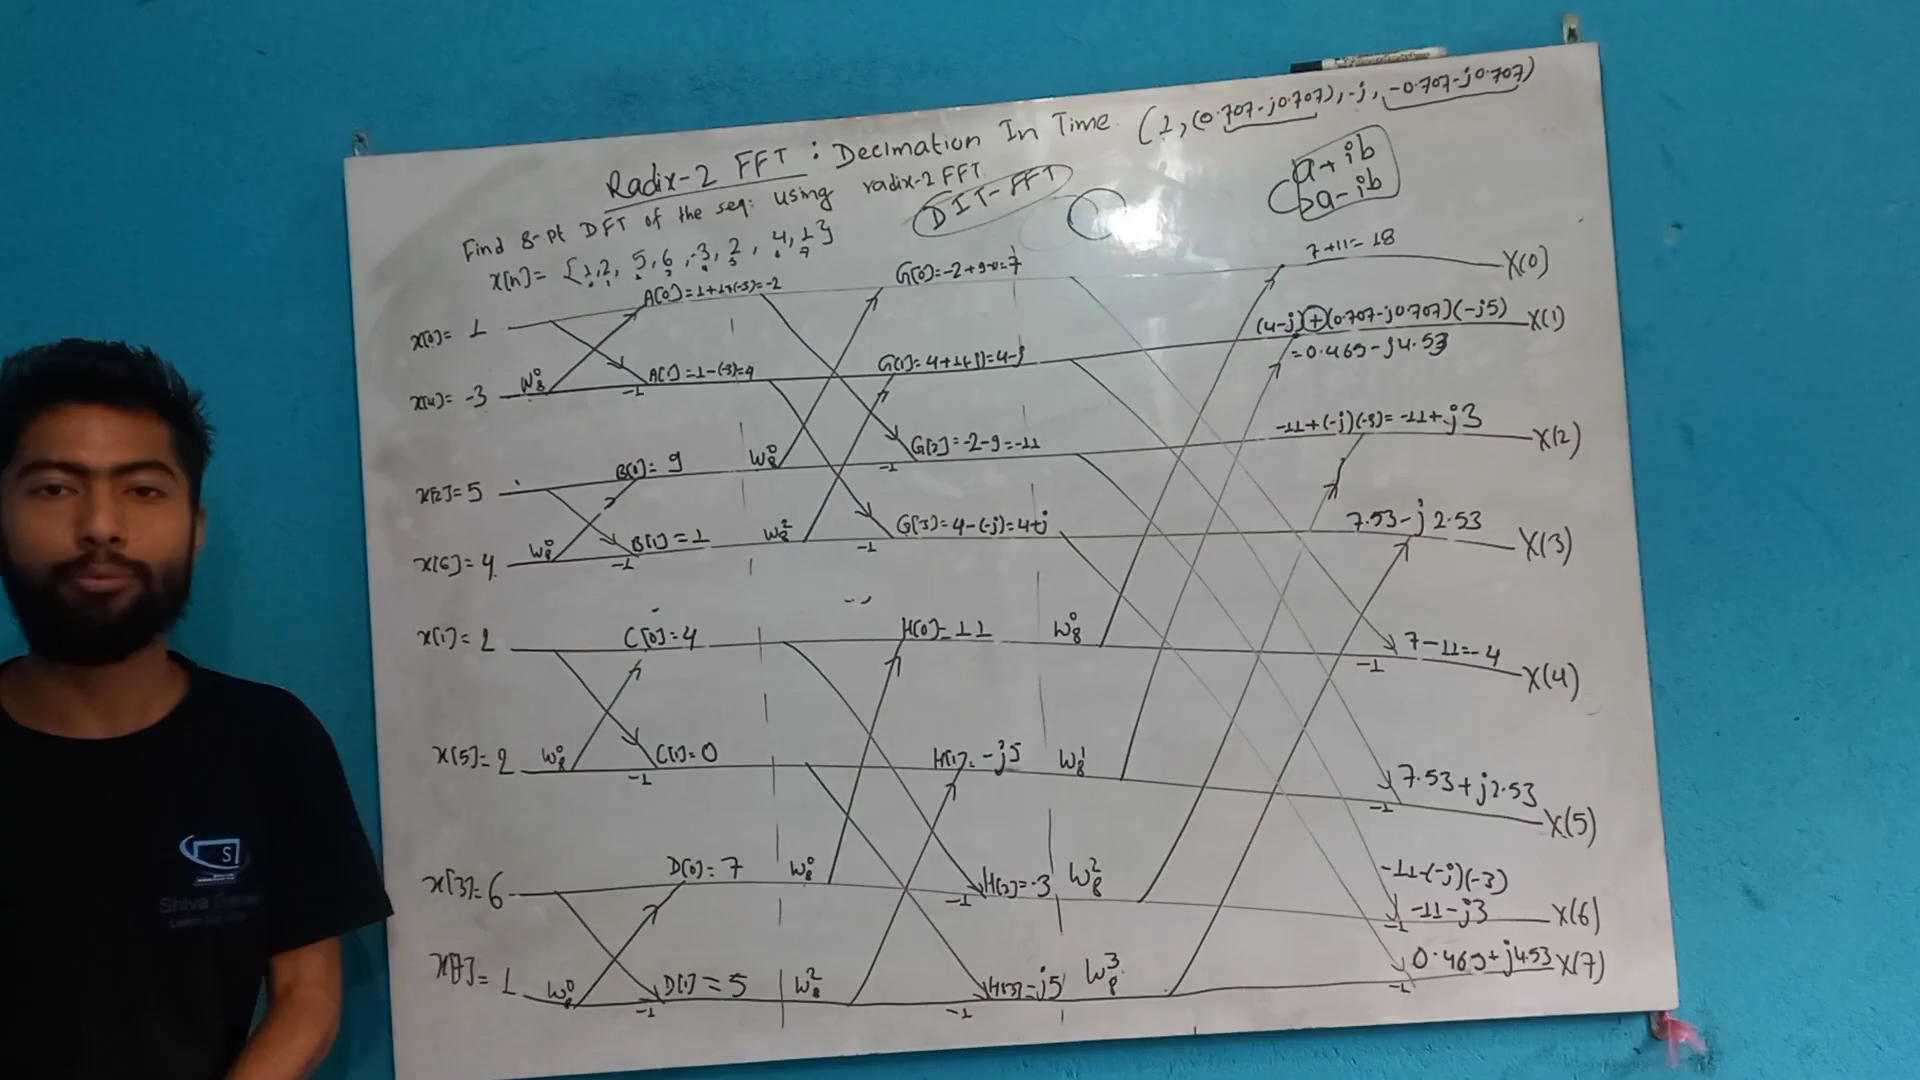 Radix-2 FFT : Decimation In Time (1, (0.707-j0.707), -j, -0.707-j0.707)
Find 8-pt DFT of the seq: using radix-2 FFT.
DIT-FFT
a+ib
a-ib
x[n] = {1,2, 5,6,-3,2, 4,1}
x[0]= 1
A[0]=1+1x(-3)=-2
G[0]=-2+9=7
7+11=18
X(0)
x[4]= -3
W8^0
-1
A[1]=1-(-3)=4
G[1]=4+1(-j)=4-j
(4-j)+(0.707-j0.707)(-j5)
=0.465-j4.53
X(1)
x[2]=5
B[0]= 9
W8^0
-1
G[2]=-2-9=-11
-11+(-j)(-3)=-11+j3
X(2)
x[6]=4
W8^0
-1
B[1]=1
W8^2
-1
G[3]=4-(-j)=4+j
7.53-j2.53
X(3)
x[1]=2
C[0]=4
H[0]=11
W8^0
-1
7-11=-4
X(4)
x[5]=2
W8^0
-1
C[1]=0
H[1]=-j5
W8^1
-1
7.53+j2.53
X(5)
x[3]=6
D[0]=7
W8^0
-1
H[2]=-3
W8^2
-11-(-j)(-3)
-1
-11-j3
X(6)
x[7]=1
W8^0
-1
D[1]=5
W8^2
-1
H[3]=j5
W8^3
-1
0.465+j4.53
X(7)
S